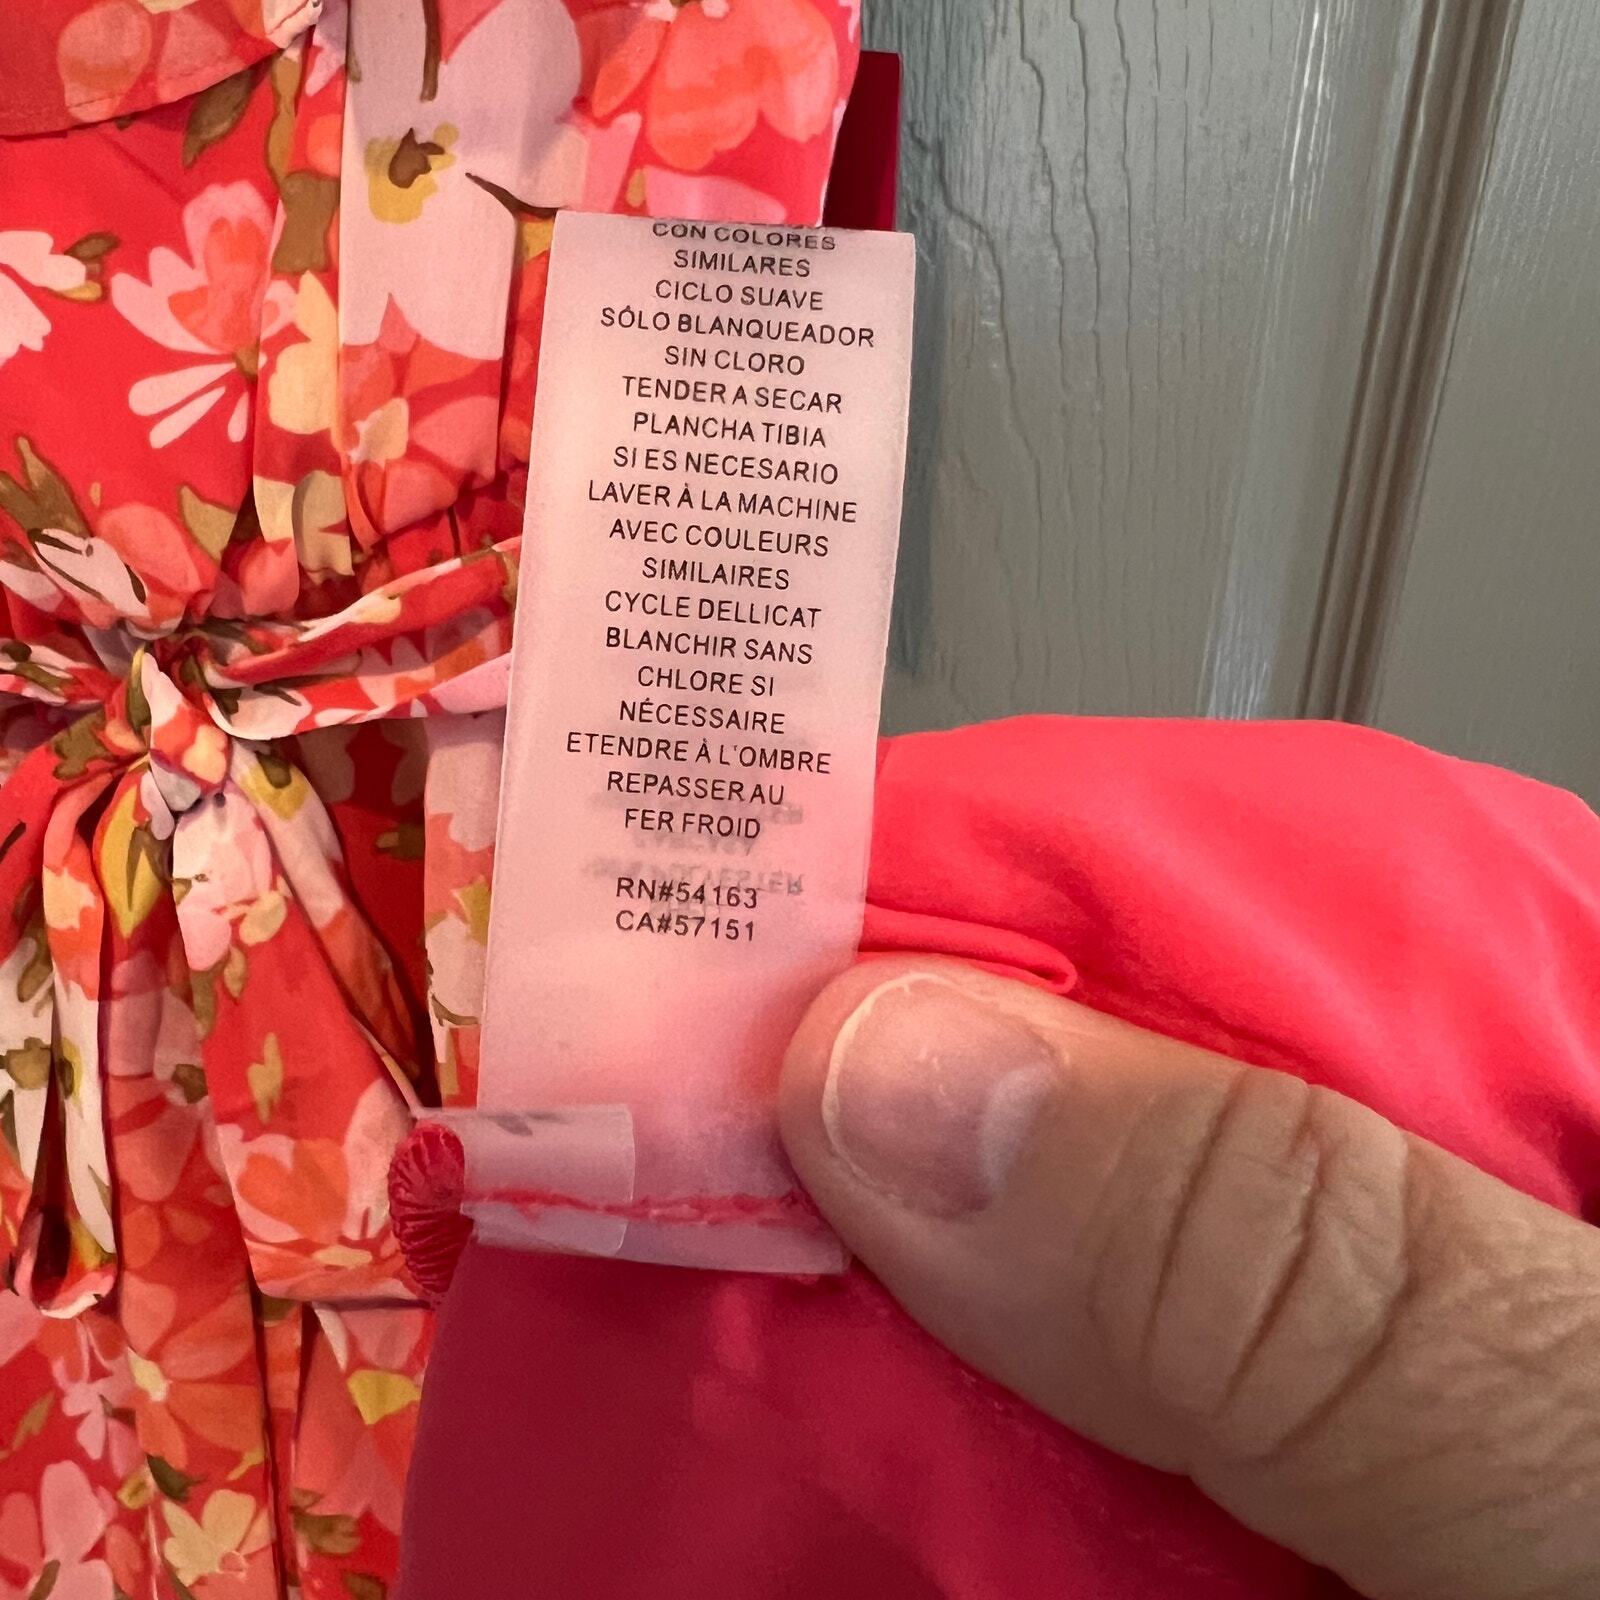 CON COLORES
SIMILARES
CICLO SUAVE
SÓLO BLANQUEADOR
SIN CLORO
TENDER A SECAR
PLANCHA TIBIA
SI ES NECESARIO
LAVER À LA MACHINE
AVEC COULEURS
SIMILAIRES
CYCLE DELLICAT
BLANCHIR SANS
CHLORE SI
NÉCESSAIRE
ETENDRE À L'OMBRE
REPASSER AU
FER FROID
RN#54163
CA#57151